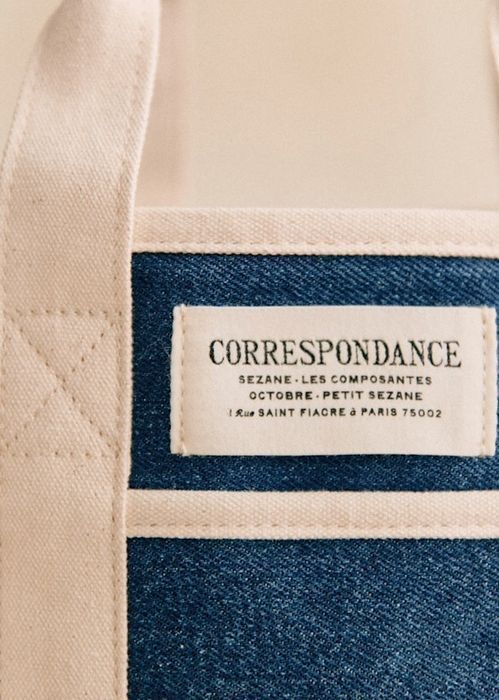 CORRESPONDANCE
SEZANE · LES COMPOSANTES
OCTOBRE · PETIT SEZANE
1 Rue SAINT FIACRE à PARIS 75002